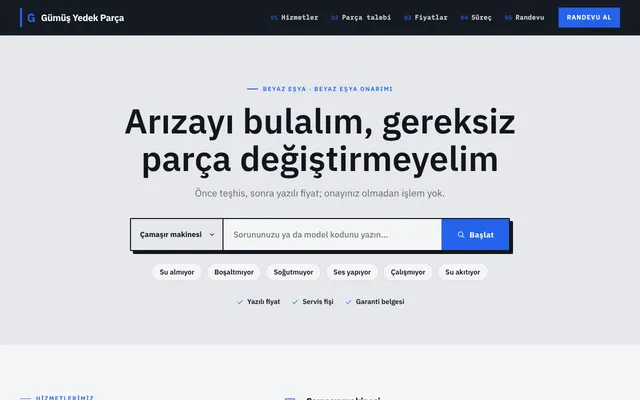 G Gümüş Yedek Parça
01 Hizmetler 02 Parça talebi 03 Fiyatlar 04 Süreç 05 Randevu RANDEVU AL
BEYAZ EŞYA · BEYAZ EŞYA ONARIMI
Arızayı bulalım, gereksiz
parça değiştirmeyelim
Önce teşhis, sonra yazılı fiyat; onayınız olmadan işlem yok.
Çamaşır makinesi Sorununuzu ya da model kodunu yazın... Başlat
Su almıyor Boşaltmıyor Soğutmuyor Ses yapıyor Çalışmıyor Su akıtıyor
Yazılı fiyat Servis fişi Garanti belgesi
HİZMETLERİMİZ
Çamaşır makinesi